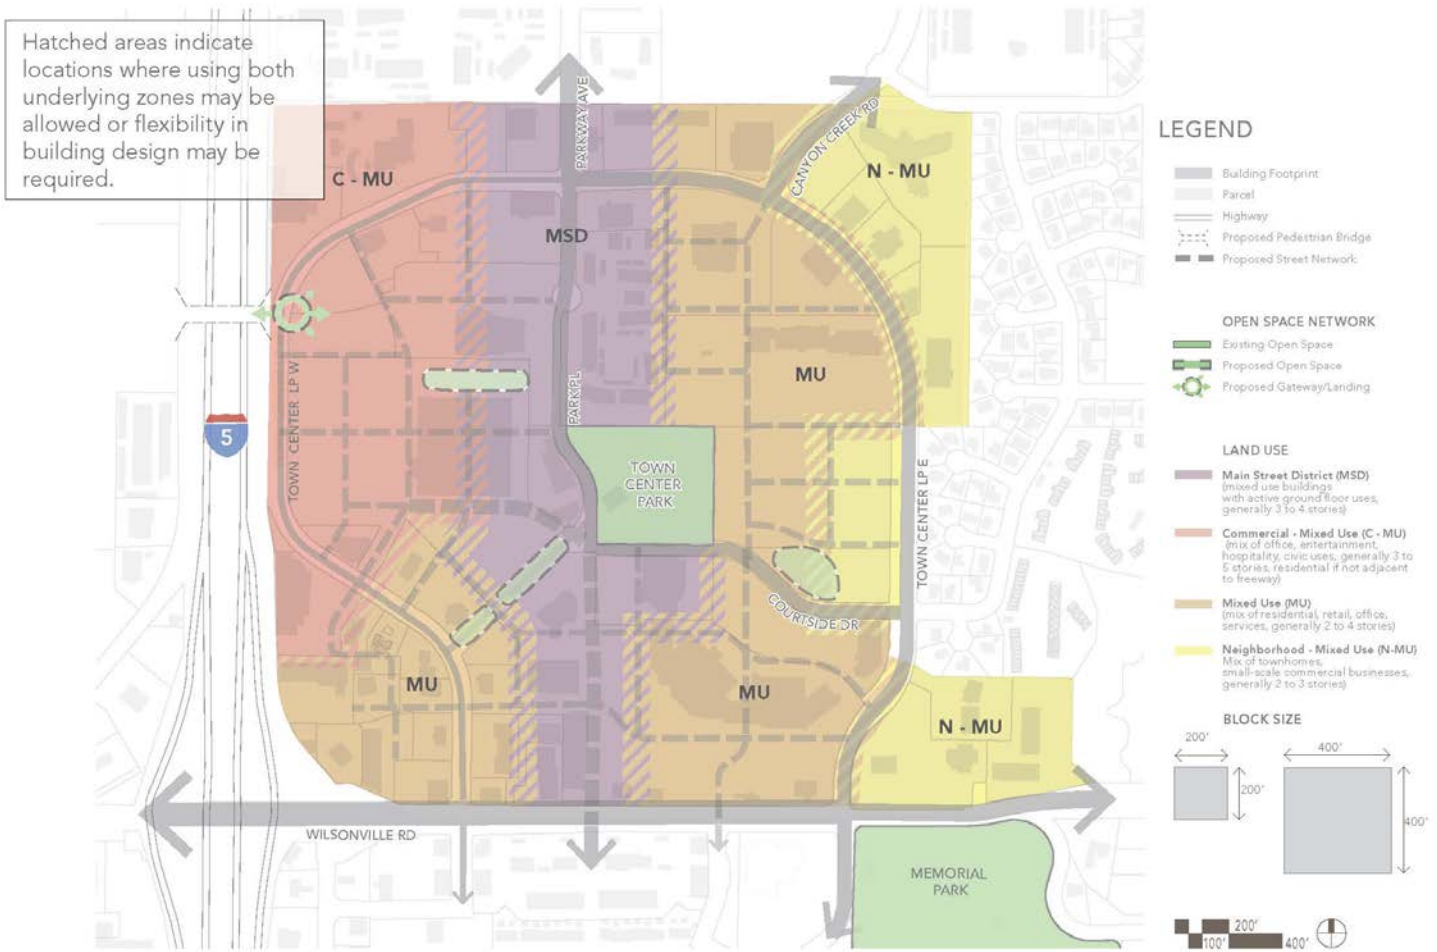 Hatched areas indicate
locations where using both
underlying zones may be
allowed or flexibility in
building design may be
required.
C - MU
MSD
PARKWAY AVE
CANYON CREEK RD
N - MU
TOWN CENTER LP W
5
PARK PL
MU
TOWN
CENTER
PARK
TOWN CENTER LP E
COURTSIDE DR
MU
MU
N - MU
WILSONVILLE RD
MEMORIAL
PARK
LEGEND
Building Footprint
Parcel
Highway
Proposed Pedestrian Bridge
Proposed Street Network
OPEN SPACE NETWORK
Existing Open Space
Proposed Open Space
Proposed Gateway/Landing
LAND USE
Main Street District (MSD)
(mixed use buildings
with active ground floor uses,
generally 3 to 4 stories)
Commercial - Mixed Use (C - MU)
(mix of office, entertainment,
hospitality, civic uses, generally 3 to
5 stories, residential if not adjacent
to freeway)
Mixed Use (MU)
(mix of residential, retail, office,
services, generally 2 to 4 stories)
Neighborhood - Mixed Use (N-MU)
Mix of townhomes,
small-scale commercial businesses,
generally 2 to 3 stories)
BLOCK SIZE
200'
200'
400'
400'
200'
100'
400'